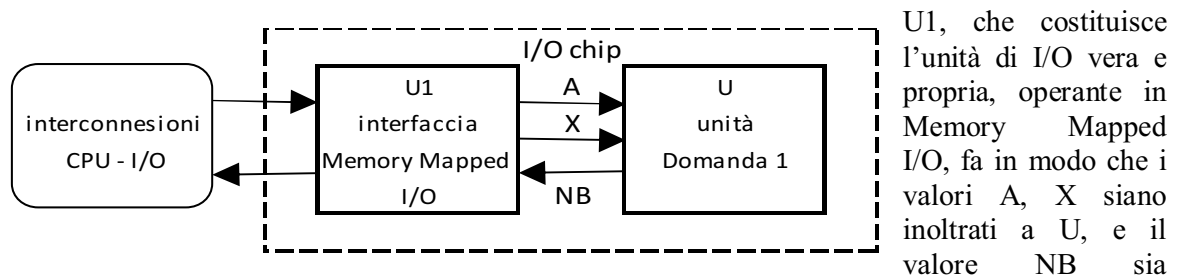 I/O chip
interconnesioni
CPU - I/O
U1
interfaccia
Memory Mapped
I/O
A
X
NB
U
unità
Domanda 1
U1, che costituisce
l'unità di I/O vera e
propria, operante in
Memory Mapped
I/O, fa in modo che i
valori A, X siano
inoltrati a U, e il
valore NB sia